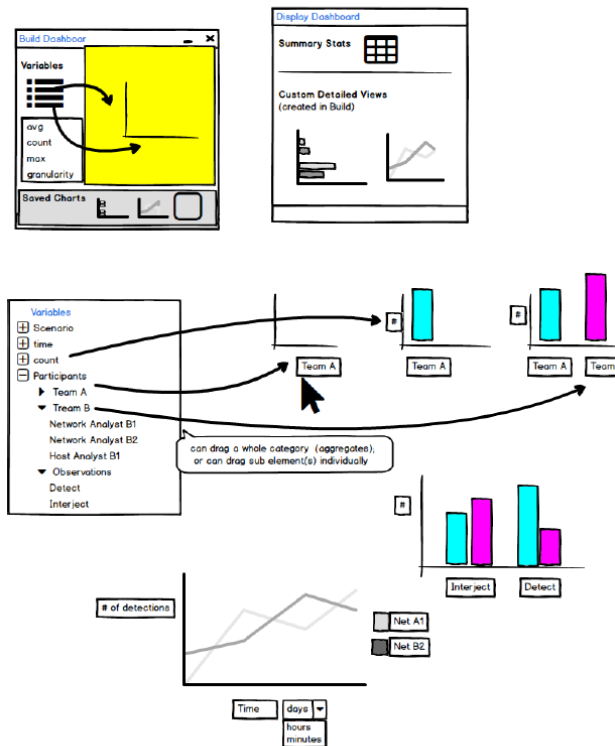 Build Dashboar
Variables
avg
count
max
granularity
Saved Charts
Display Dashboard
Summary Stats
Custom Detailed Views
(created in Build)
Variables
Scenario
time
count
Participants
Team A
Tream B
Network Analyst B1
Network Analyst B2
Host Analyst B1
Observations
Detect
Interject
Team A
#
Team A
#
Team A
Team
can drag a whole category (aggregates),
or can drag sub element(s) individually
#
Interject
Detect
# of detections
Net A1
Net B2
Time
days
hours
minutes